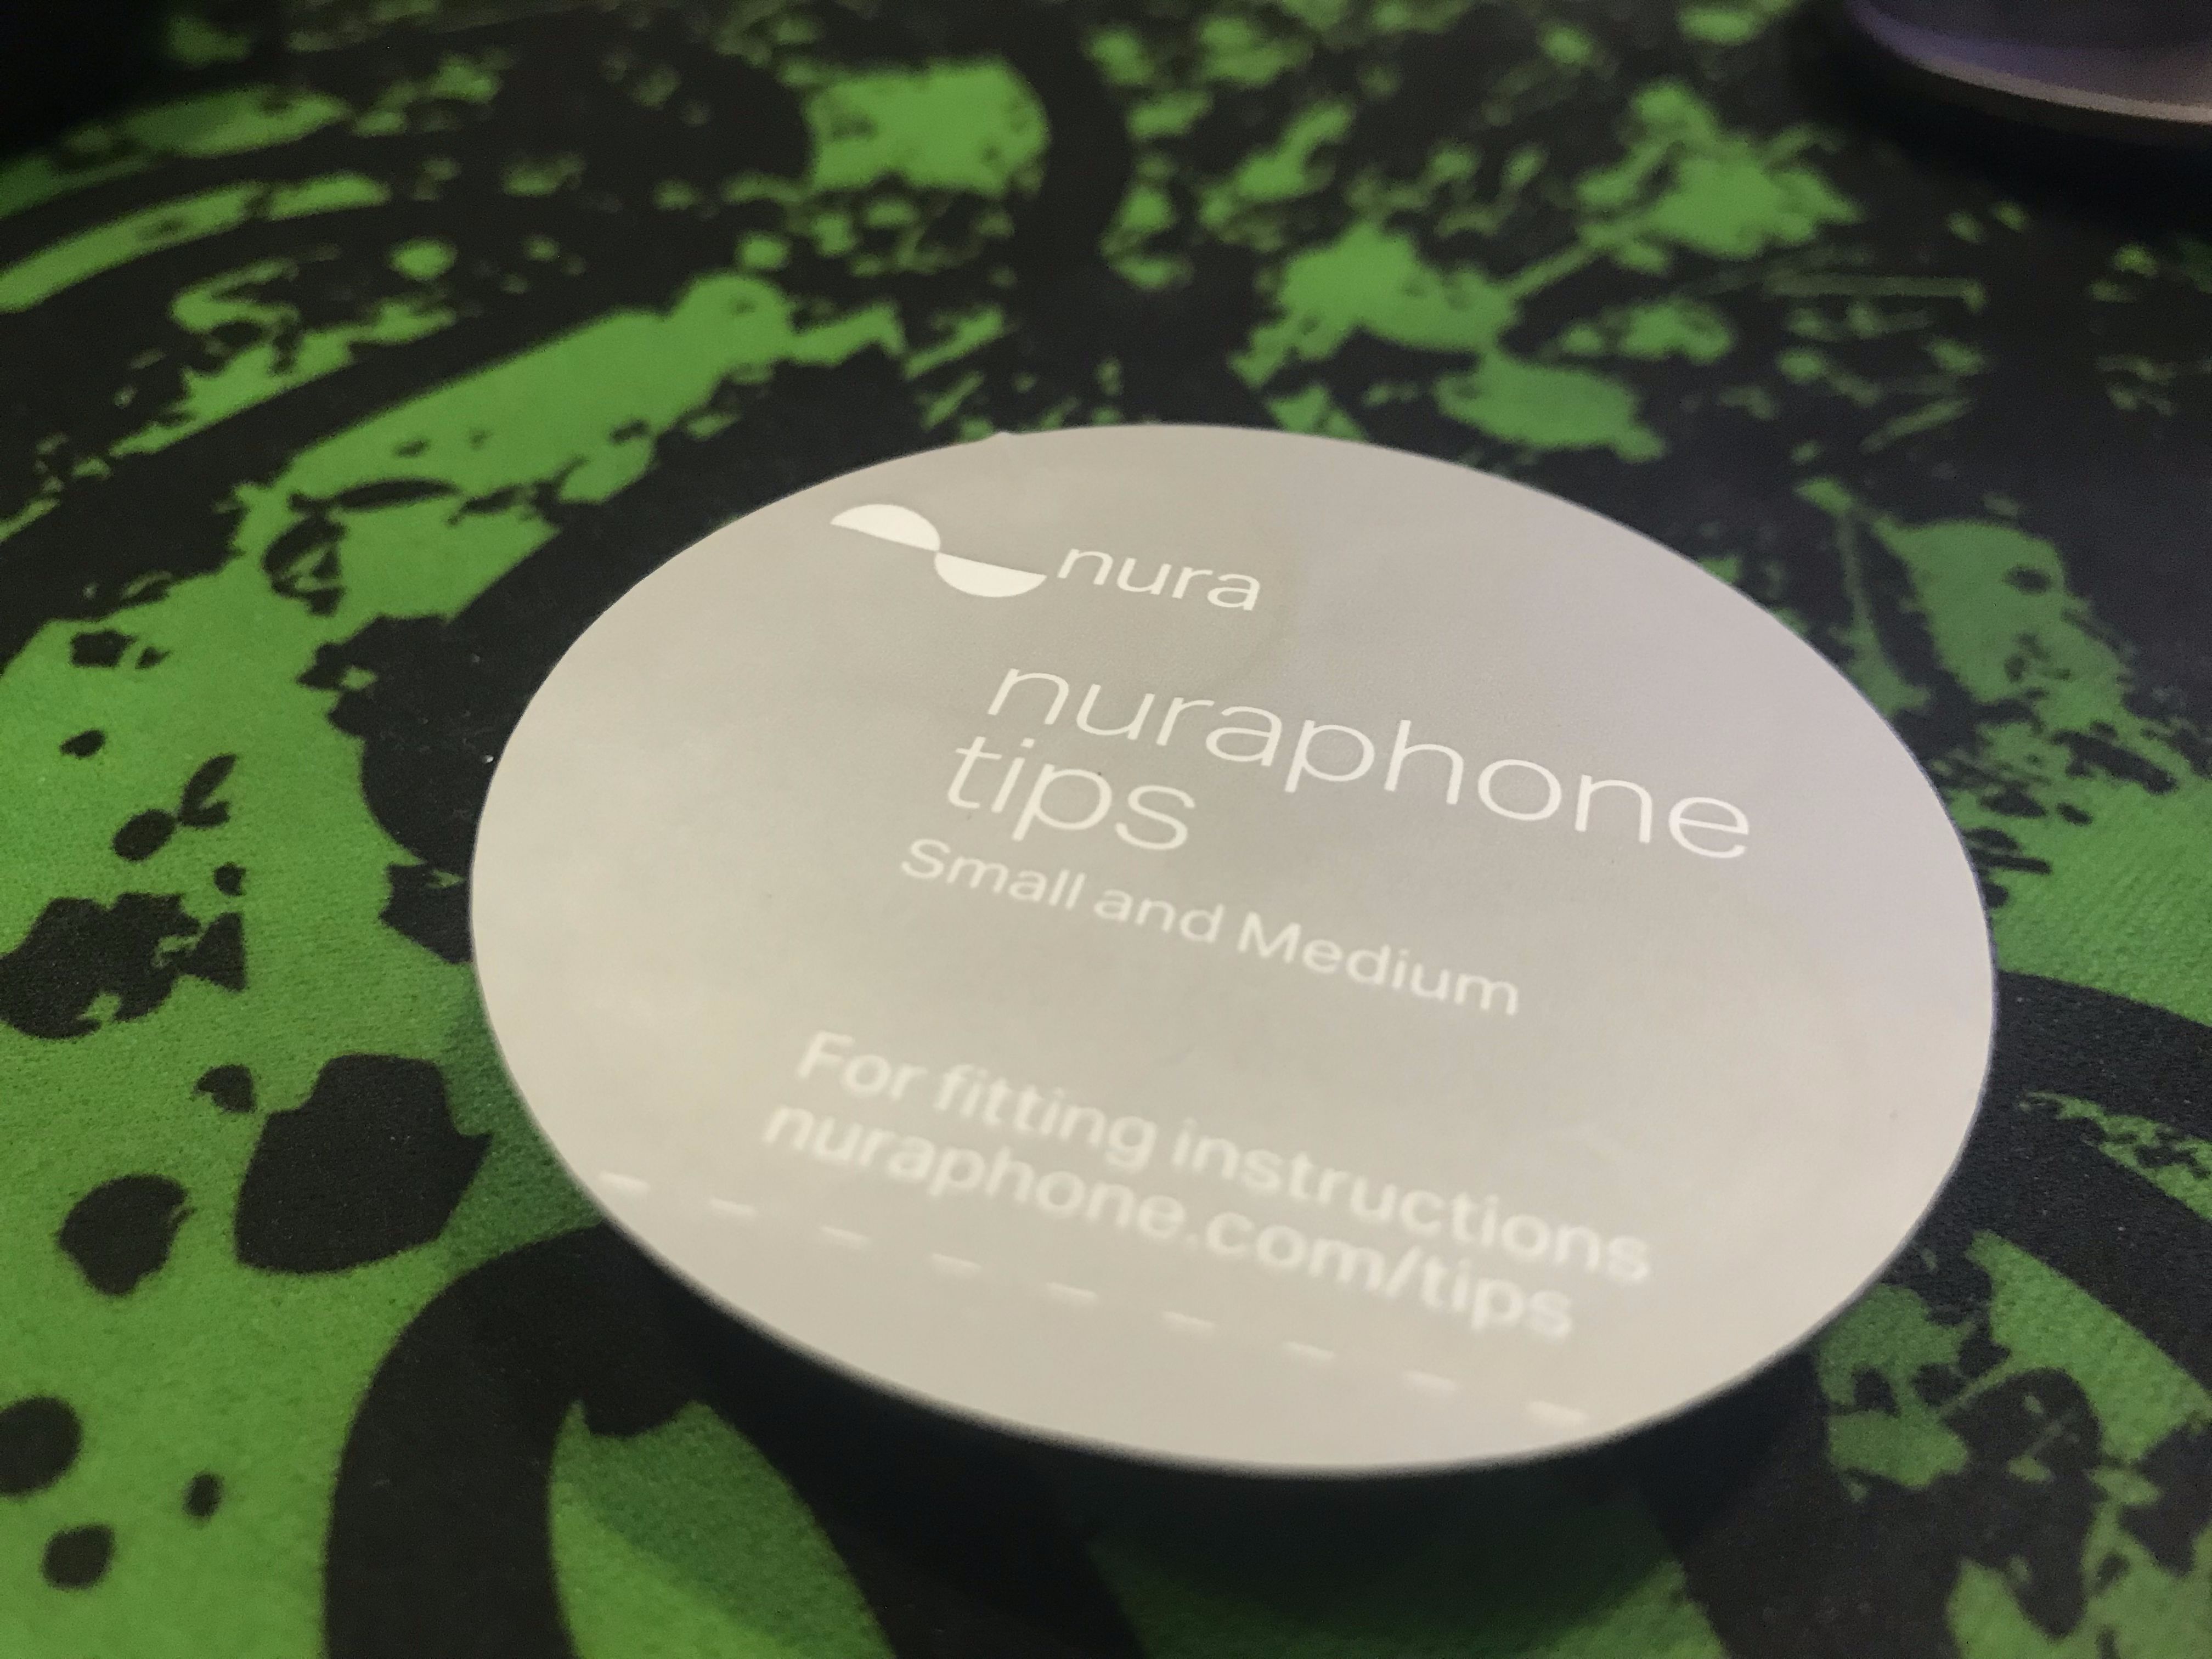 nura
nuraphone
tips
Small and Medium
For fitting instructions
nuraphone.com/tips